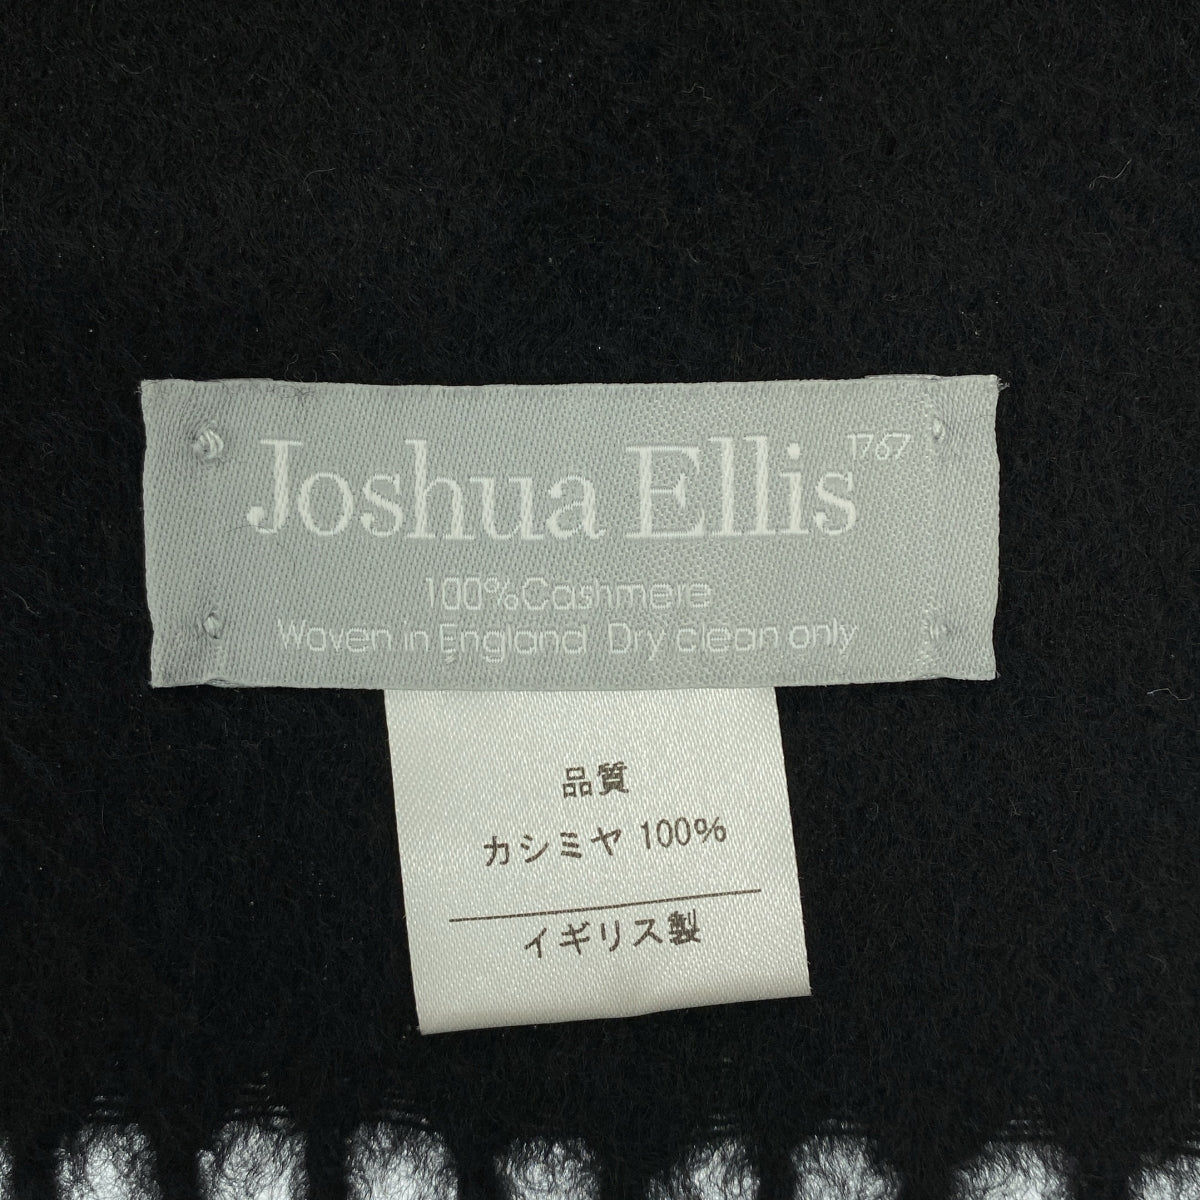 Joshua Ellis 1767
100%Cashmere
Woven in England Dry clean only
品質
カシミヤ 100%
イギリス製